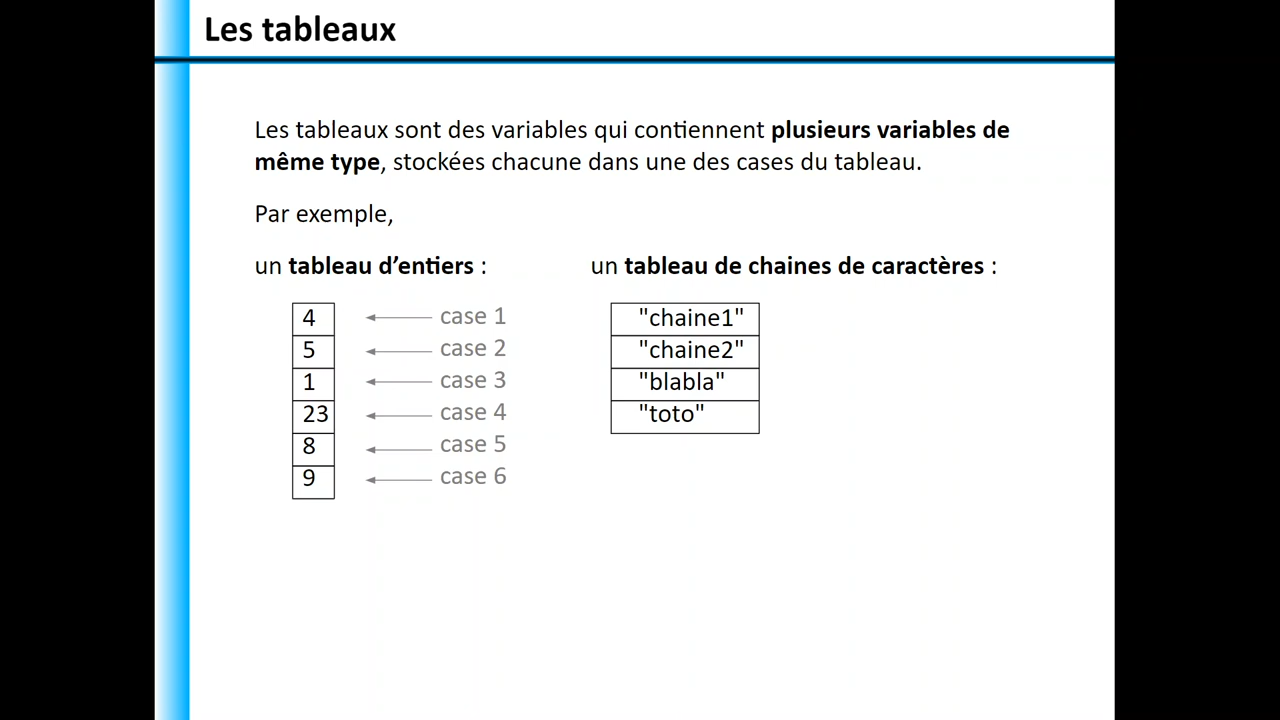 Les tableaux
Les tableaux sont des variables qui contiennent plusieurs variables de
même type, stockées chacune dans une des cases du tableau.
Par exemple,
un tableau d’entiers :
4 case 1
5 case 2
1 case 3
23 case 4
8 case 5
9 case 6
un tableau de chaines de caractères :
"chaine1"
"chaine2"
"blabla"
"toto"